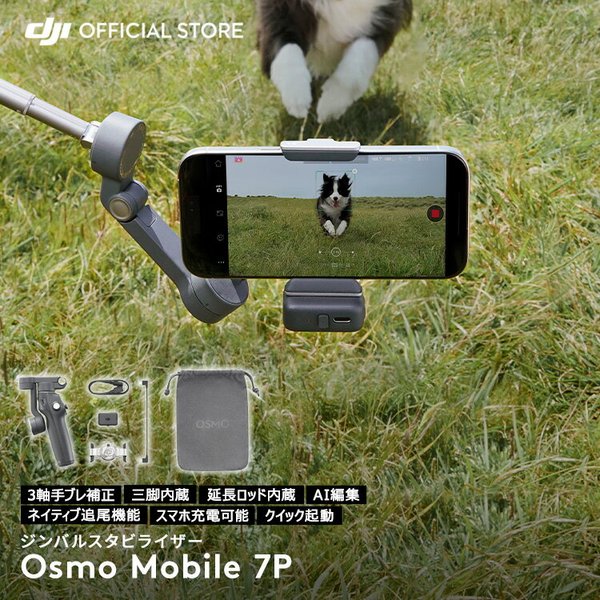 dji OFFICIAL STORE
OSMO
3軸手ブレ補正 三脚内蔵 延長ロッド内蔵 AI編集
ネイティブ追尾機能 スマホ充電可能 クイック起動
ジンバルスタビライザー
Osmo Mobile 7P